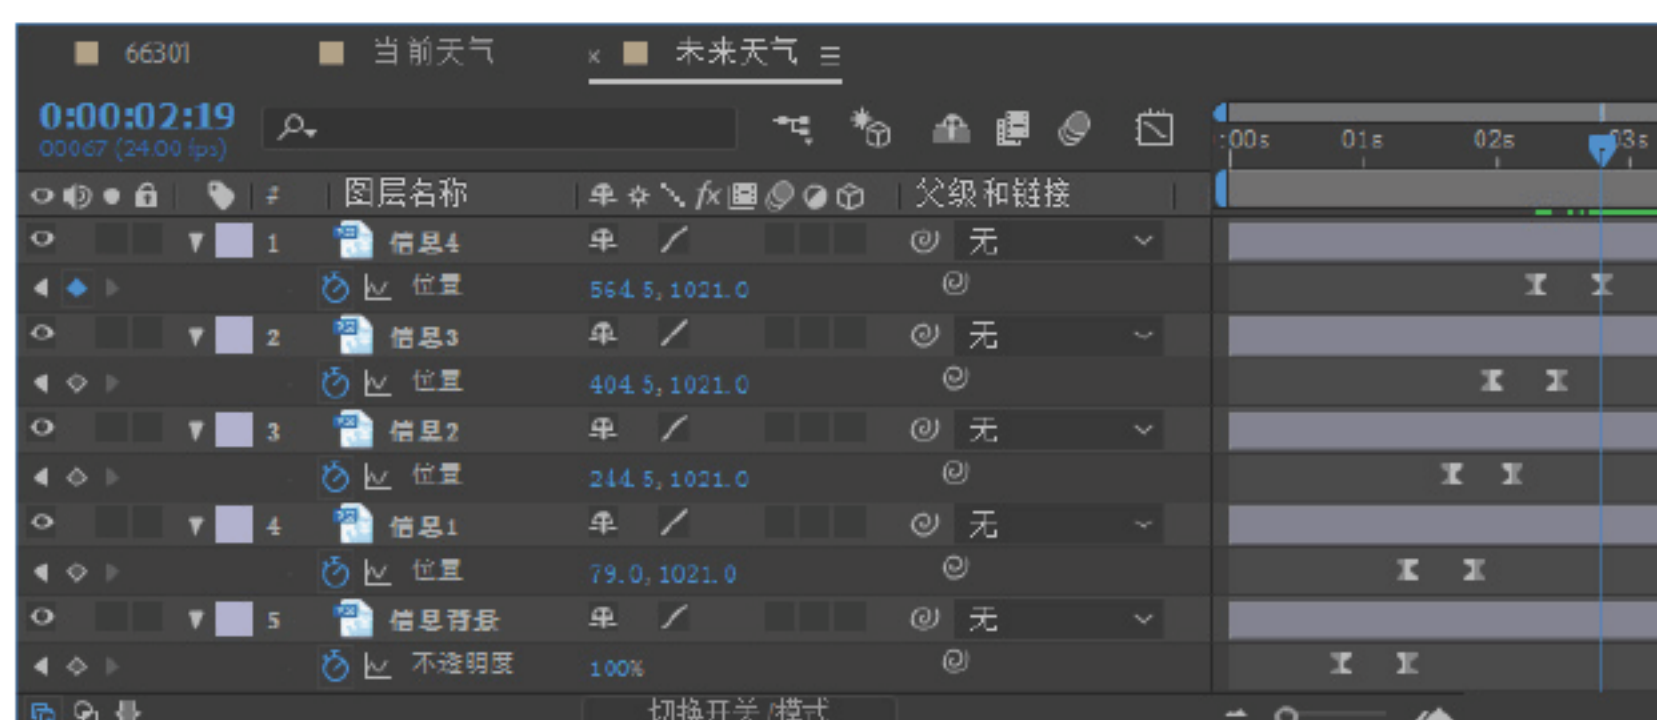 66301 当前天气 × 未来天气 ≡
0:00:02:19
00067 (24.00 fps)
:00s 01s 02s 03s
# 图层名称 fx 父级和链接
1 信息4 无
位置 564.5,1021.0
2 信息3 无
位置 404.5,1021.0
3 信息2 无
位置 244.5,1021.0
4 信息1 无
位置 79.0,1021.0
5 信息背景 无
不透明度 100%
切换开关/模式